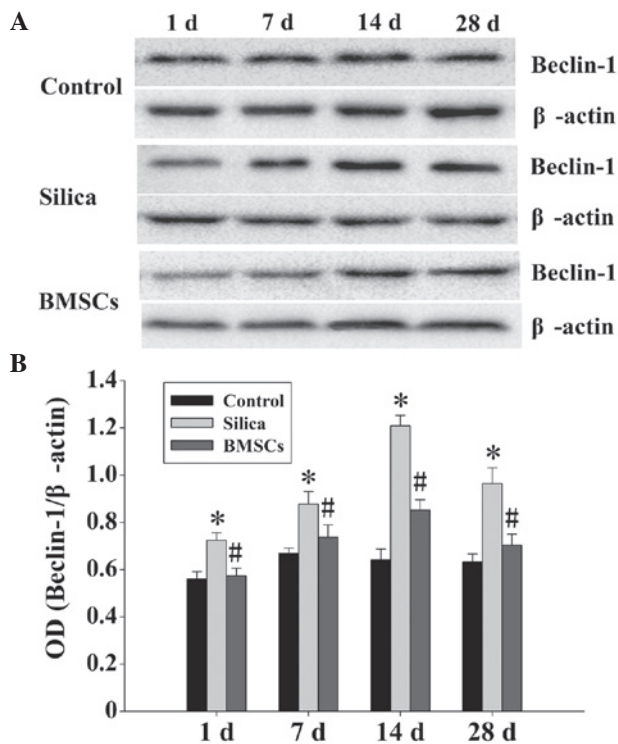 A
1 d 7 d 14 d 28 d
Control
Beclin-1
β -actin
Silica
Beclin-1
β -actin
BMSCs
Beclin-1
β -actin
B
OD (Beclin-1/β -actin)
1.4
1.2
1.0
0.8
0.6
0.4
0.2
0
Control
Silica
BMSCs
* #
* #
* #
* #
1 d 7 d 14 d 28 d